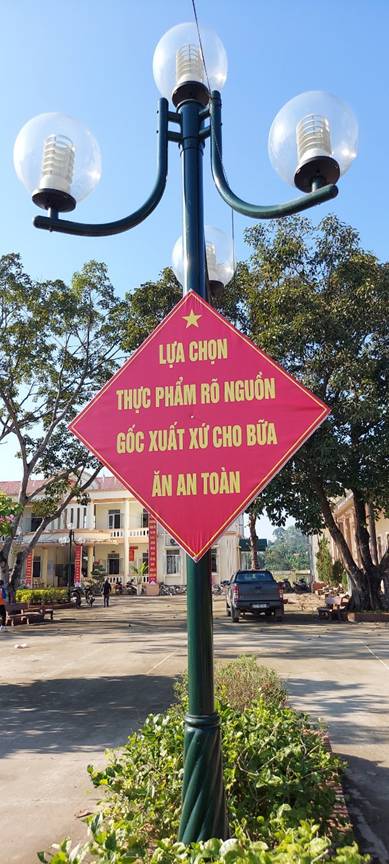 LỰA CHỌN
THỰC PHẨM RÕ NGUỒN
GỐC XUẤT XỨ CHO BỮA
ĂN AN TOÀN